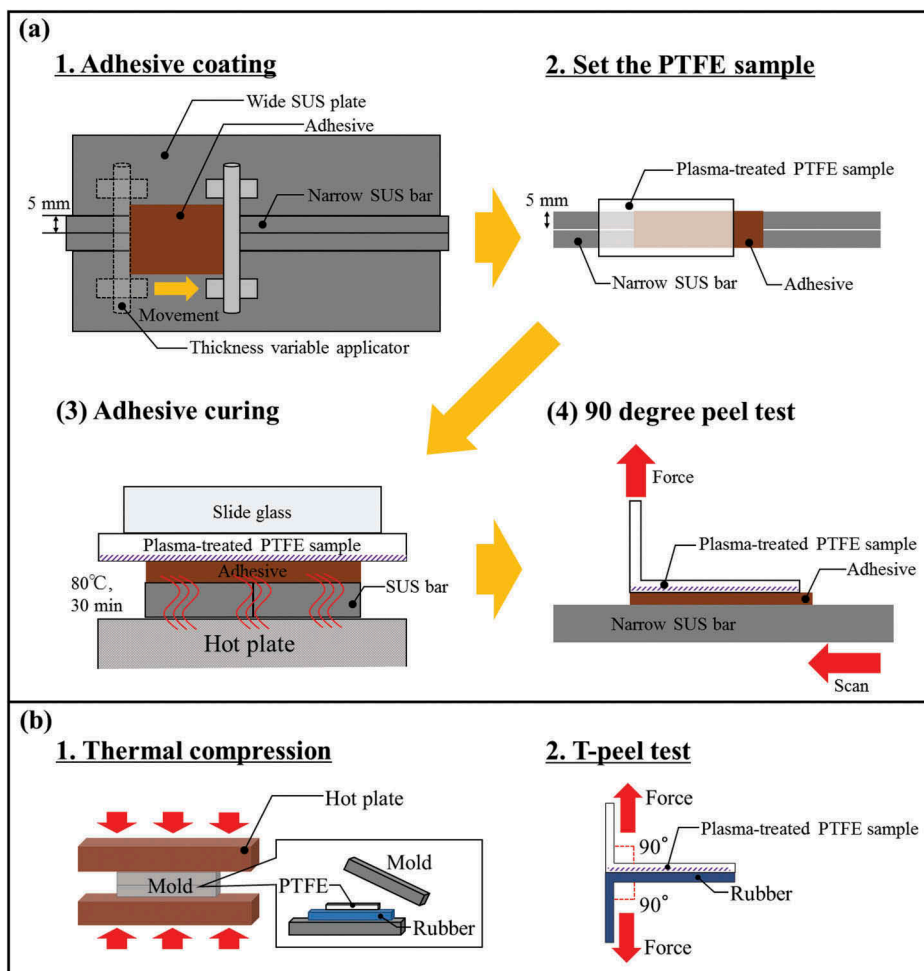 (a)
1. Adhesive coating
Wide SUS plate
Adhesive
5 mm
Narrow SUS bar
Movement
Thickness variable applicator
2. Set the PTFE sample
Plasma-treated PTFE sample
5 mm
Narrow SUS bar
Adhesive
(3) Adhesive curing
Slide glass
Plasma-treated PTFE sample
Adhesive
80℃,
30 min
SUS bar
Hot plate
(4) 90 degree peel test
Force
Plasma-treated PTFE sample
Adhesive
Narrow SUS bar
Scan
(b)
1. Thermal compression
Hot plate
Mold
Mold
PTFE
Rubber
2. T-peel test
Force
Plasma-treated PTFE sample
90°
90°
Rubber
Force